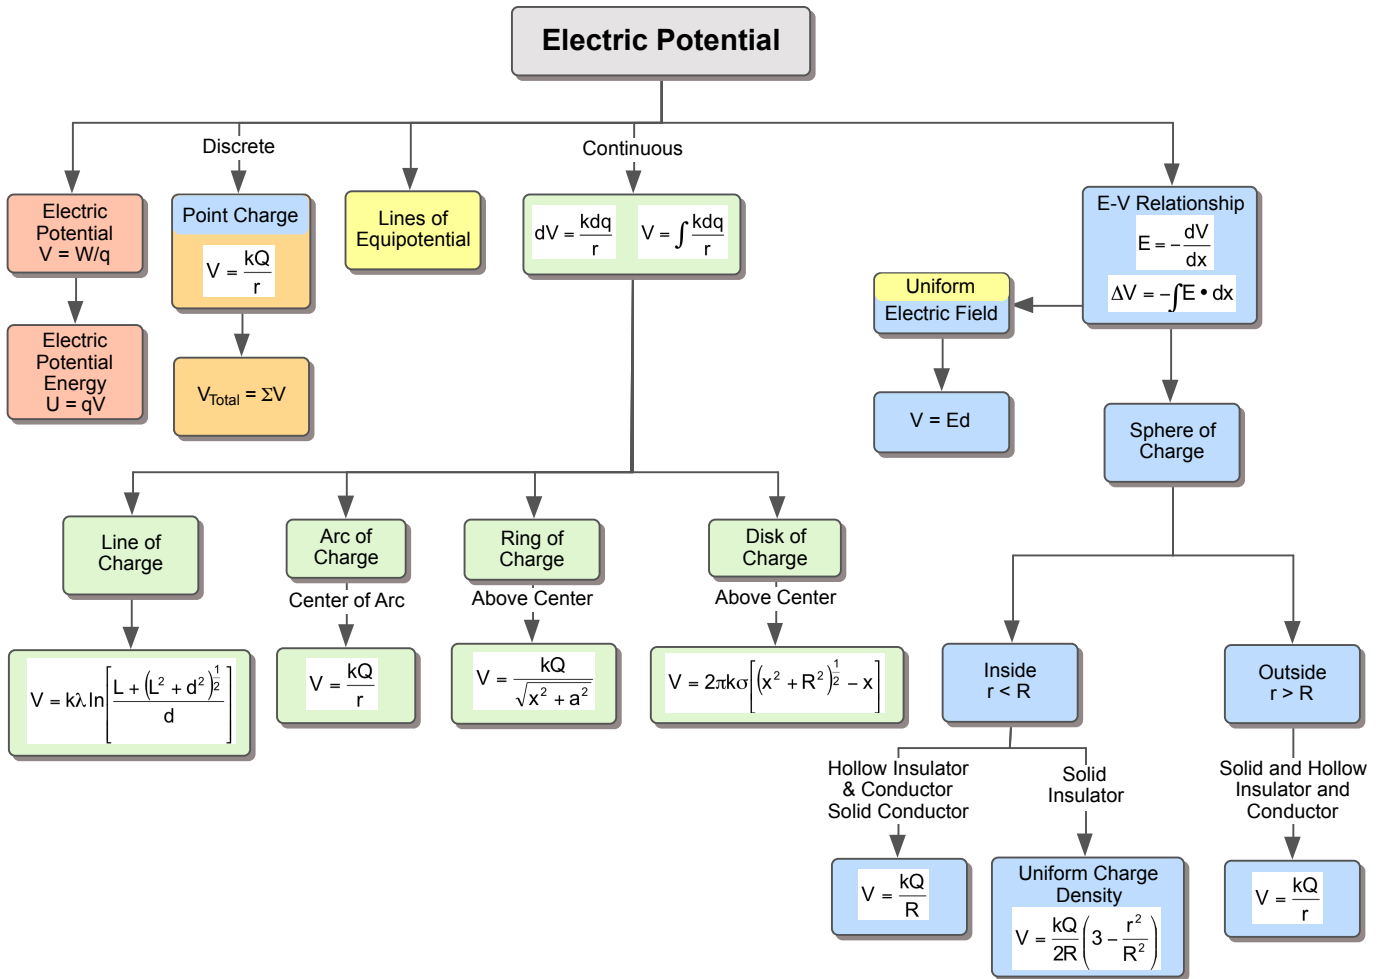 Electric Potential
Discrete
Continuous
Electric
Potential
V = W/q
Point Charge
V = kQ/r
Lines of
Equipotential
dV = kdq/r   V = ∫ kdq/r
E-V Relationship
E = − dV/dx
ΔV = −∫E • dx
Uniform
Electric Field
Electric
Potential
Energy
U = qV
V_Total = ΣV
V = Ed
Sphere of
Charge
Line of
Charge
Arc of
Charge
Ring of
Charge
Disk of
Charge
Center of Arc
Above Center
Above Center
V = kλ ln[(L + (L² + d²)^(1/2))/d]
V = kQ/r
V = kQ/√(x² + a²)
V = 2πkσ[(x² + R²)^(1/2) − x]
Inside
r < R
Outside
r > R
Hollow Insulator
& Conductor
Solid Conductor
Solid
Insulator
Solid and Hollow
Insulator and
Conductor
V = kQ/R
Uniform Charge
Density
V = kQ/2R (3 − r²/R²)
V = kQ/r